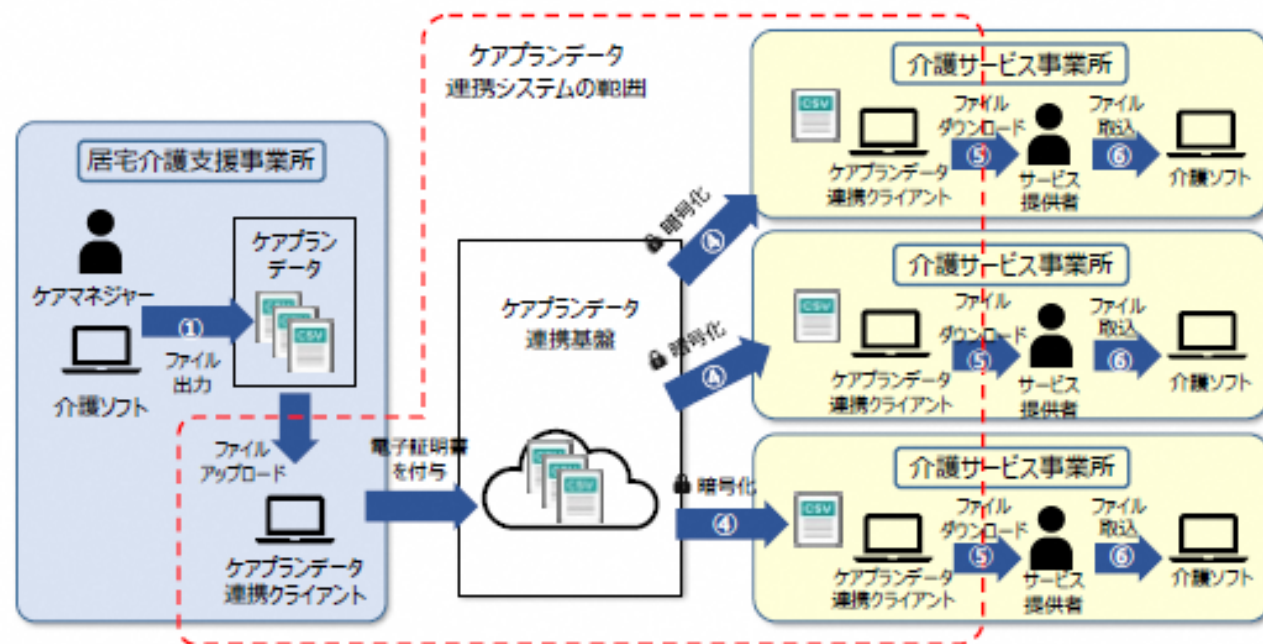 ケアプランデータ
連携システムの範囲
居宅介護支援事業所
ケアマネジャー
介護ソフト
①
ファイル
出力
ケアプラン
データ
CSV
CSV
CSV
ファイル
アップロード
ケアプランデータ
連携クライアント
電子証明書
を付与
ケアプランデータ
連携基盤
CSV
CSV
CSV
暗号化
④
暗号化
④
暗号化
④
介護サービス事業所
CSV
ケアプランデータ
連携クライアント
ファイル
ダウンロード
⑤
サービス
提供者
ファイル
取込
⑥
介護ソフト
介護サービス事業所
CSV
ケアプランデータ
連携クライアント
ファイル
ダウンロード
⑤
サービス
提供者
ファイル
取込
⑥
介護ソフト
介護サービス事業所
CSV
ケアプランデータ
連携クライアント
ファイル
ダウンロード
⑤
サービス
提供者
ファイル
取込
⑥
介護ソフト